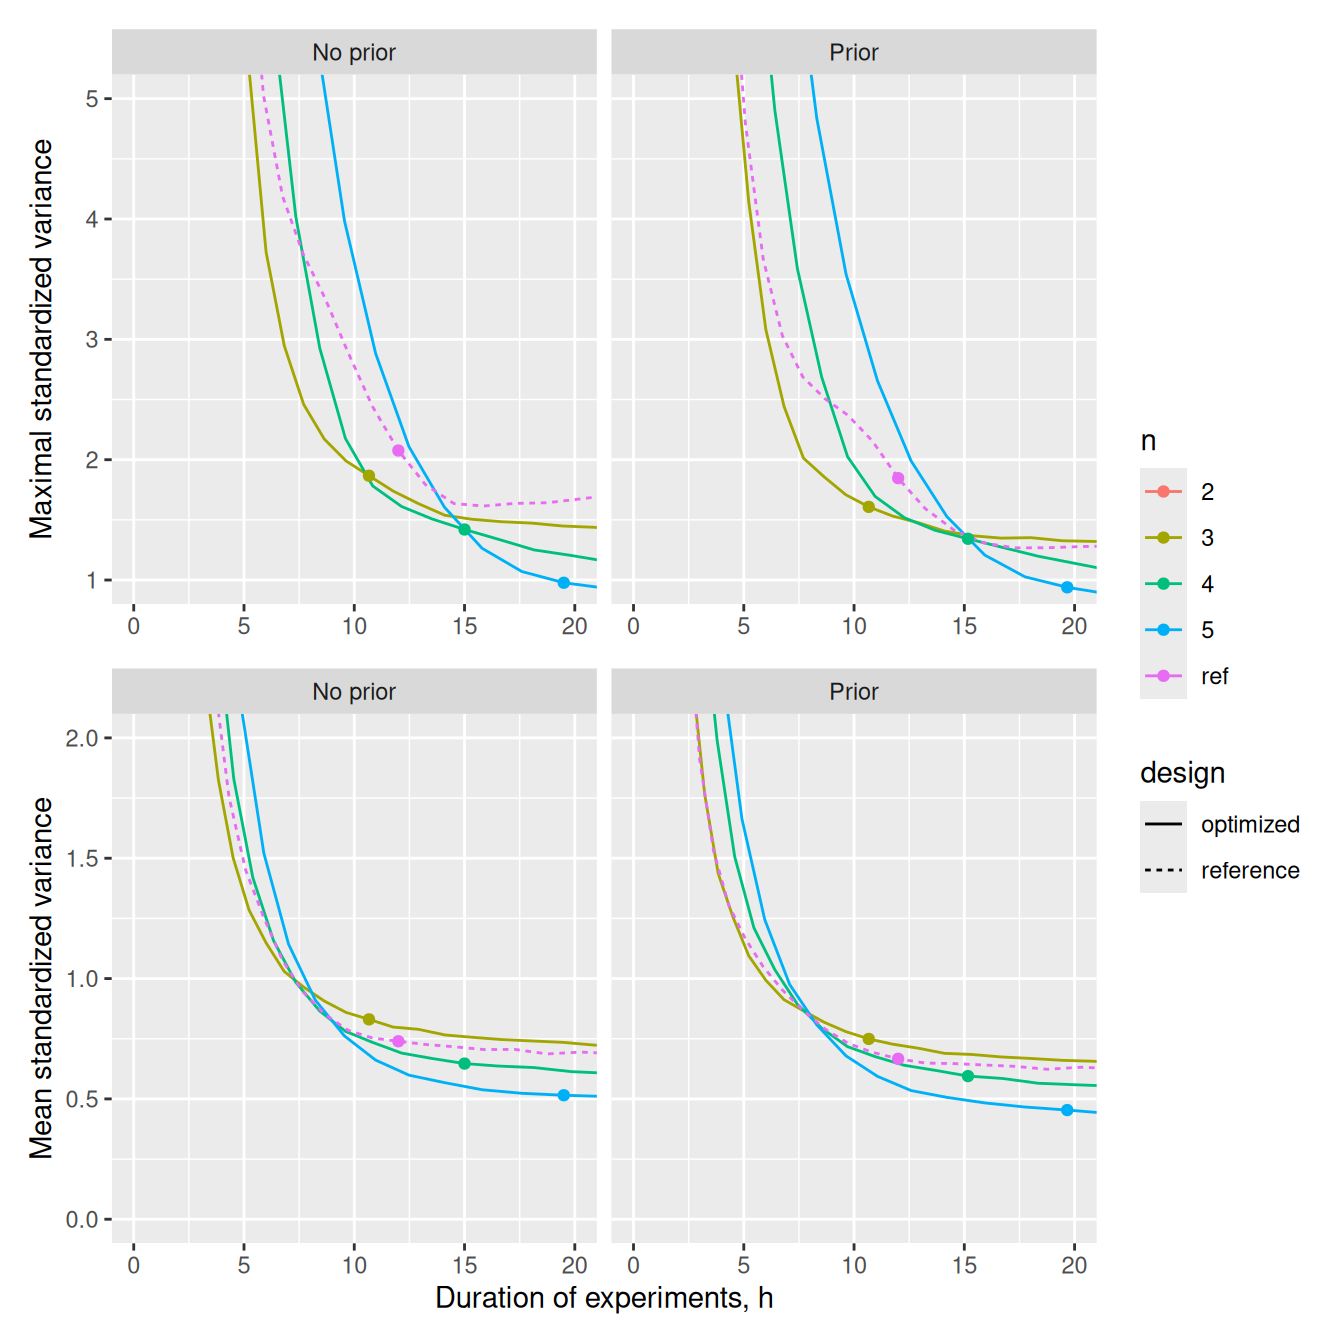 No prior
Prior
Maximal standardized variance
5
4
3
2
1
0 5 10 15 20
0 5 10 15 20
No prior
Prior
Mean standardized variance
2.0
1.5
1.0
0.5
0.0
0 5 10 15 20
0 5 10 15 20
Duration of experiments, h
n
2
3
4
5
ref
design
optimized
reference